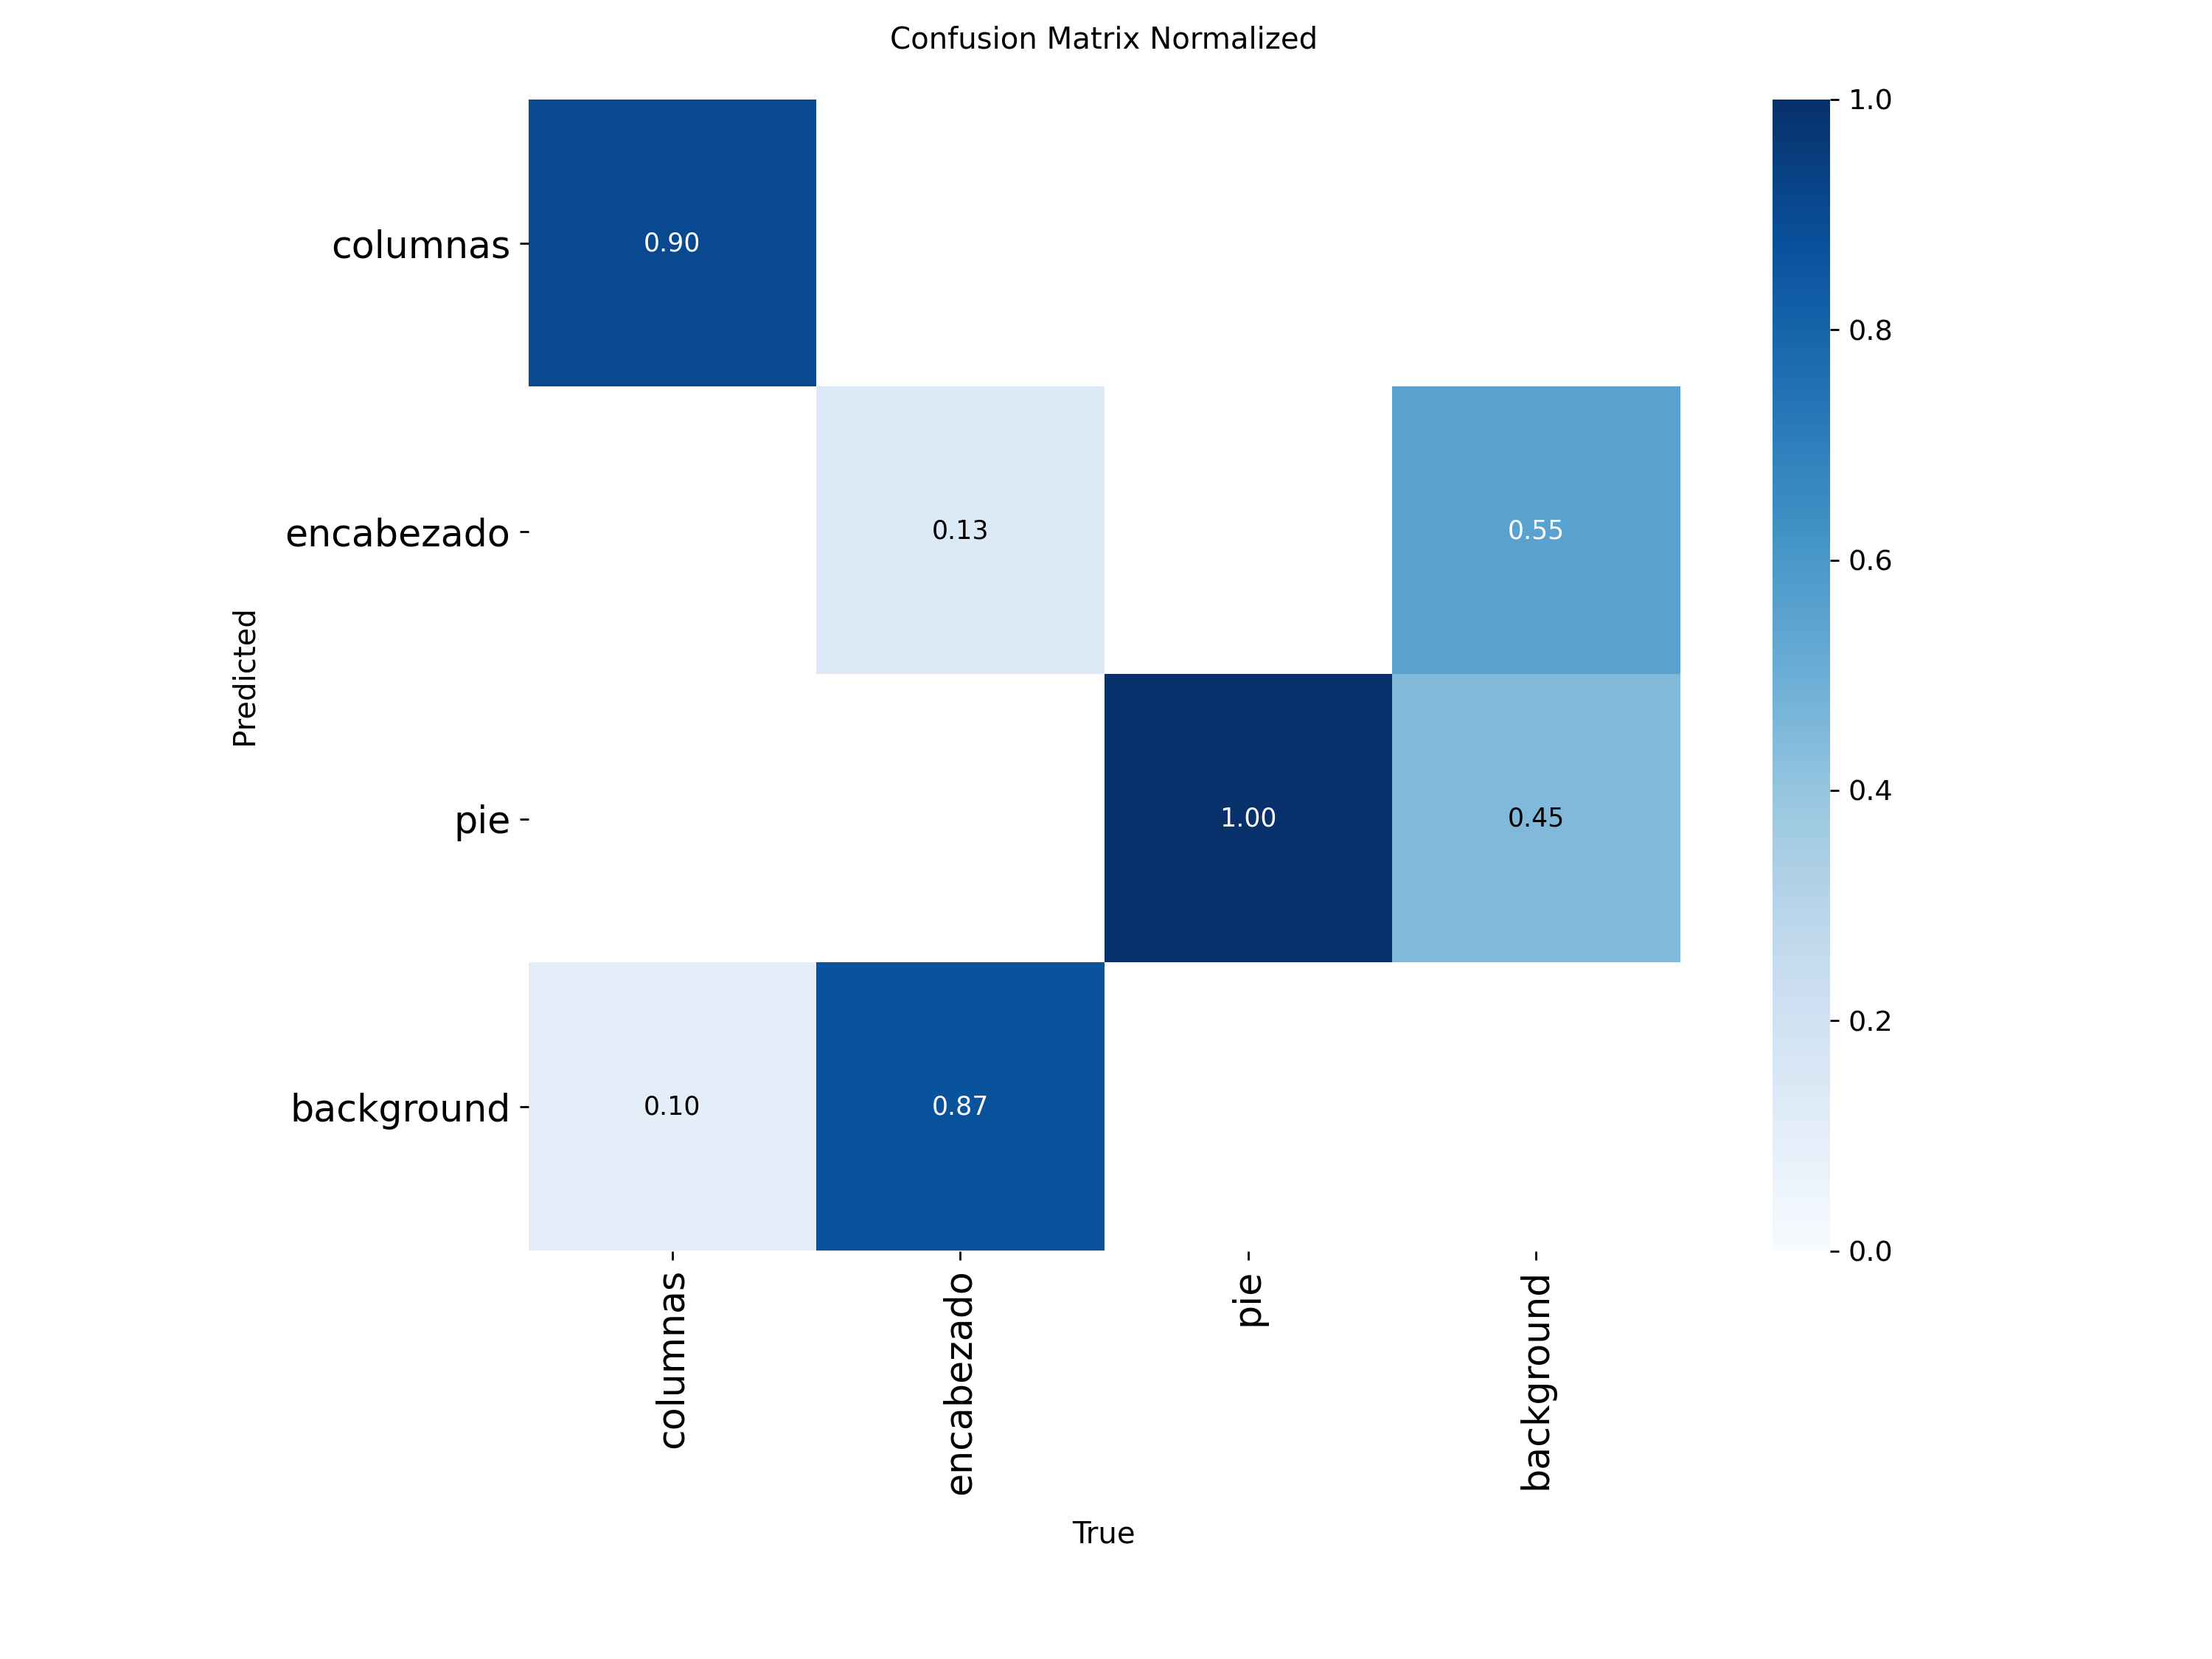 Confusion Matrix Normalized
columnas
0.90
encabezado
0.13
0.55
pie
1.00
0.45
background
0.10
0.87
Predicted
columnas
encabezado
pie
background
True
1.0
0.8
0.6
0.4
0.2
0.0